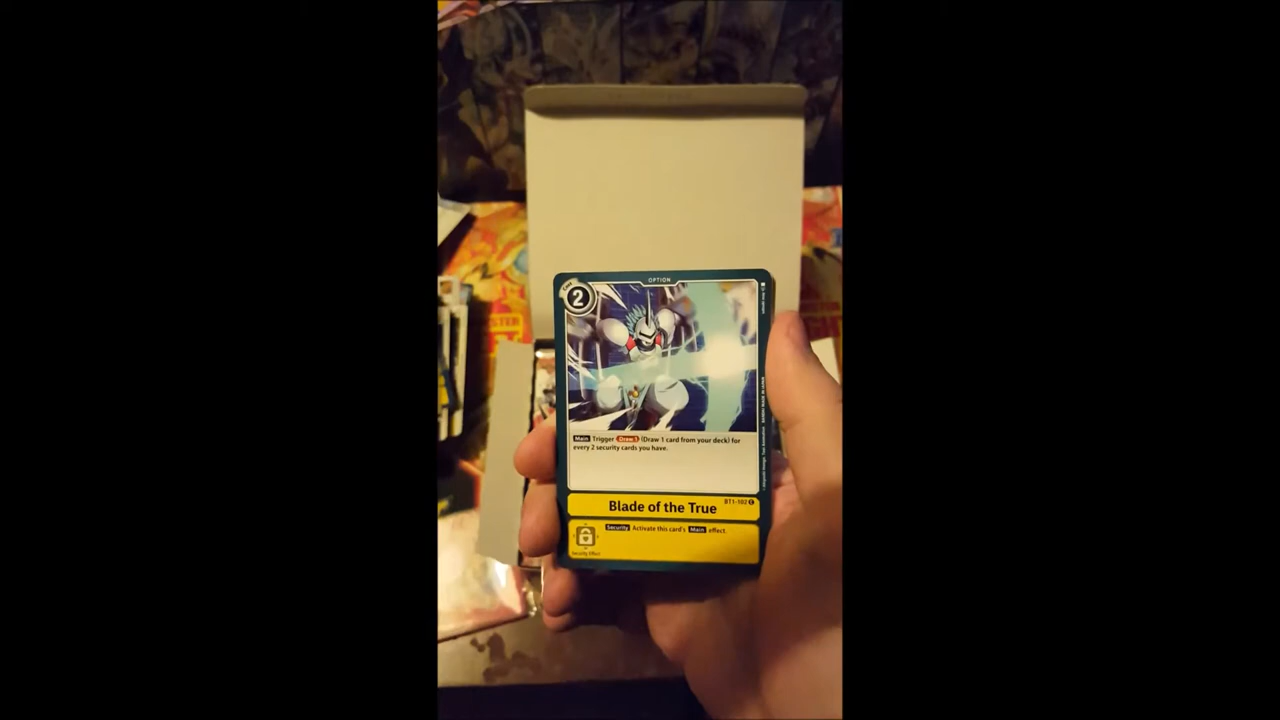 OPTION
Cost
2
Main Trigger Draw 1 (Draw 1 card from your deck) for
every 2 security cards you have.
BT1-102 C
Blade of the True
Security Activate this card's Main effect.
Security Effect